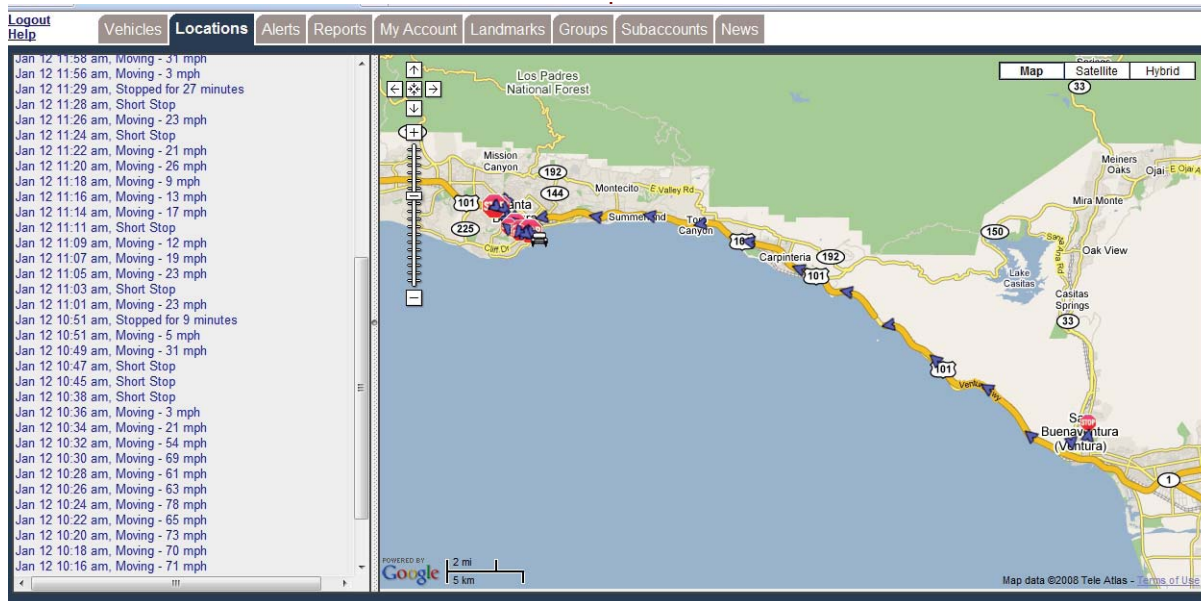 Logout
Help
Vehicles
Locations
Alerts
Reports
My Account
Landmarks
Groups
Subaccounts
News
Jan 12 11:58 am, Moving - 31 mph
Jan 12 11:56 am, Moving - 3 mph
Jan 12 11:29 am, Stopped for 27 minutes
Jan 12 11:28 am, Short Stop
Jan 12 11:26 am, Moving - 23 mph
Jan 12 11:24 am, Short Stop
Jan 12 11:22 am, Moving - 21 mph
Jan 12 11:20 am, Moving - 26 mph
Jan 12 11:18 am, Moving - 9 mph
Jan 12 11:16 am, Moving - 13 mph
Jan 12 11:14 am, Moving - 17 mph
Jan 12 11:11 am, Short Stop
Jan 12 11:09 am, Moving - 12 mph
Jan 12 11:07 am, Moving - 19 mph
Jan 12 11:05 am, Moving - 23 mph
Jan 12 11:03 am, Short Stop
Jan 12 11:01 am, Moving - 23 mph
Jan 12 10:51 am, Stopped for 9 minutes
Jan 12 10:51 am, Moving - 5 mph
Jan 12 10:49 am, Moving - 31 mph
Jan 12 10:47 am, Short Stop
Jan 12 10:45 am, Short Stop
Jan 12 10:38 am, Short Stop
Jan 12 10:36 am, Moving - 3 mph
Jan 12 10:34 am, Moving - 21 mph
Jan 12 10:32 am, Moving - 54 mph
Jan 12 10:30 am, Moving - 69 mph
Jan 12 10:28 am, Moving - 61 mph
Jan 12 10:26 am, Moving - 63 mph
Jan 12 10:24 am, Moving - 78 mph
Jan 12 10:22 am, Moving - 65 mph
Jan 12 10:20 am, Moving - 73 mph
Jan 12 10:18 am, Moving - 70 mph
Jan 12 10:16 am, Moving - 71 mph
Map
Satellite
Hybrid
Los Padres
National Forest
33
Mission
Canyon
192
144
101
225
Cliff Dr
Montecito
E Valley Rd
Summerland
Toro
Canyon
Carpinteria
192
101
150
Meiners
Oaks
Ojai
Mira Monte
Santa
Ana Rd
Oak View
Lake
Casitas
Casitas
Springs
33
101
STOP
Buenaventura
(Ventura)
1
POWERED BY
Google
2 mi
5 km
Map data ©2008 Tele Atlas - Terms of Use